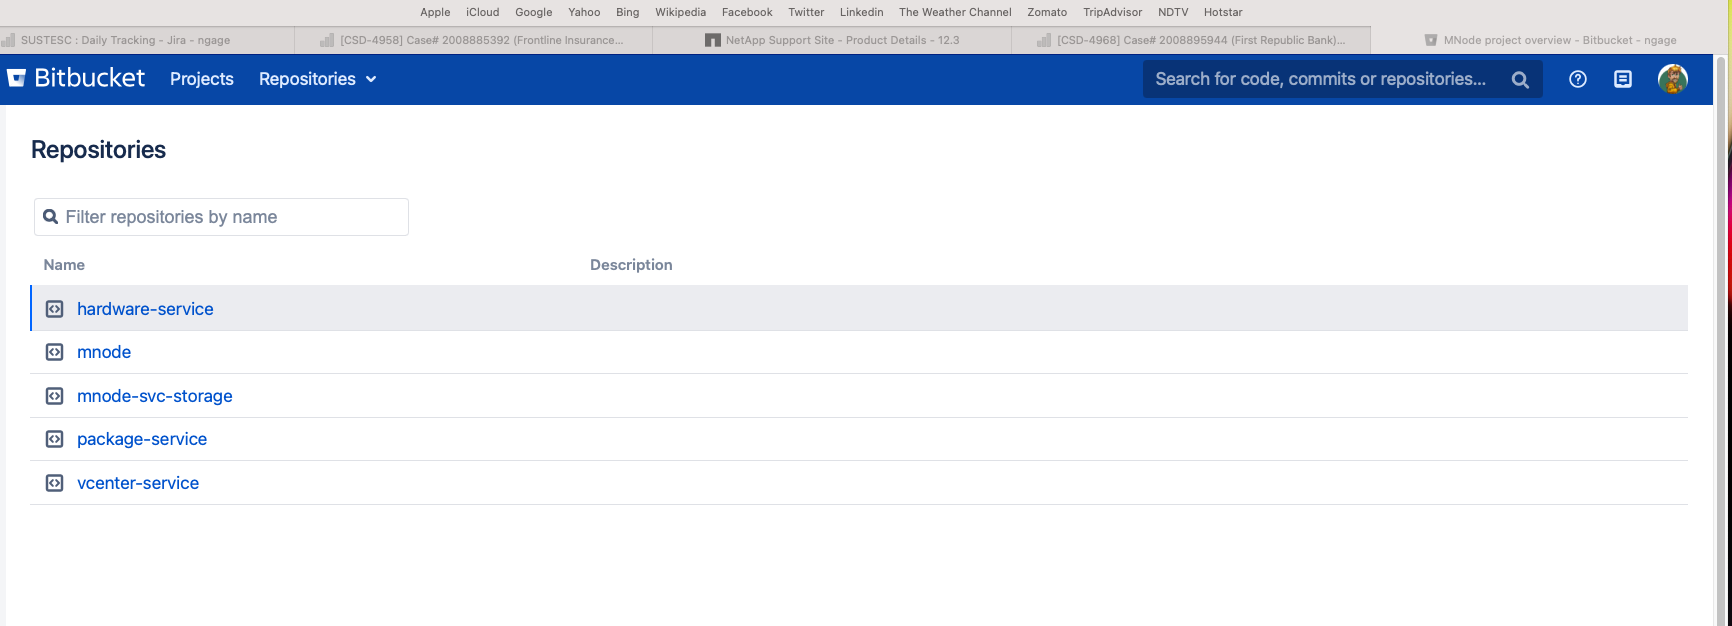 Apple iCloud Google Yahoo Bing Wikipedia Facebook Twitter Linkedin The Weather Channel Zomato TripAdvisor NDTV Hotstar
SUSTESC : Daily Tracking - Jira - ngage [CSD-4958] Case# 2008885392 (Frontline Insurance... NetApp Support Site - Product Details - 12.3 [CSD-4968] Case# 2008895944 (First Republic Bank)... MNode project overview - Bitbucket - ngage
Bitbucket Projects Repositories Search for code, commits or repositories...
Repositories
Filter repositories by name
Name Description
hardware-service
mnode
mnode-svc-storage
package-service
vcenter-service